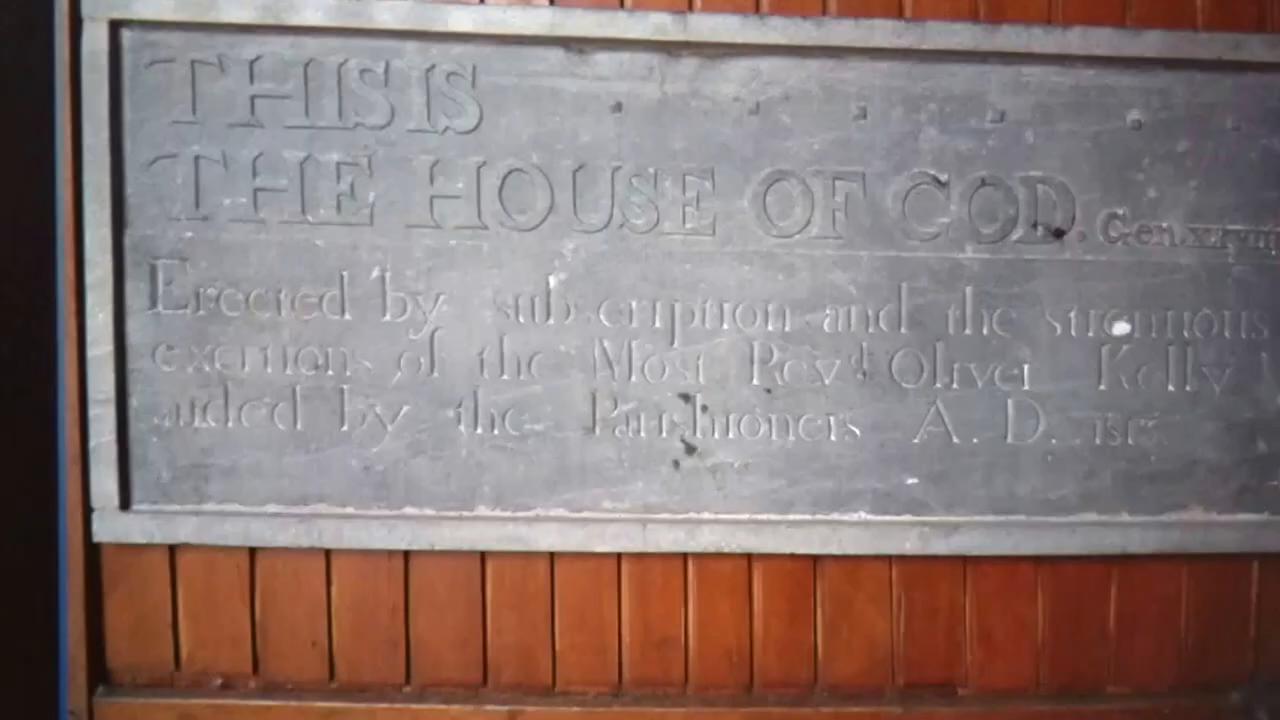 THIS IS
THE HOUSE OF GOD. Gen.
Erected by subscription and the strenuous
exertions of the Most Revd Oliver Kelly
aided by the Parishioners A.D.